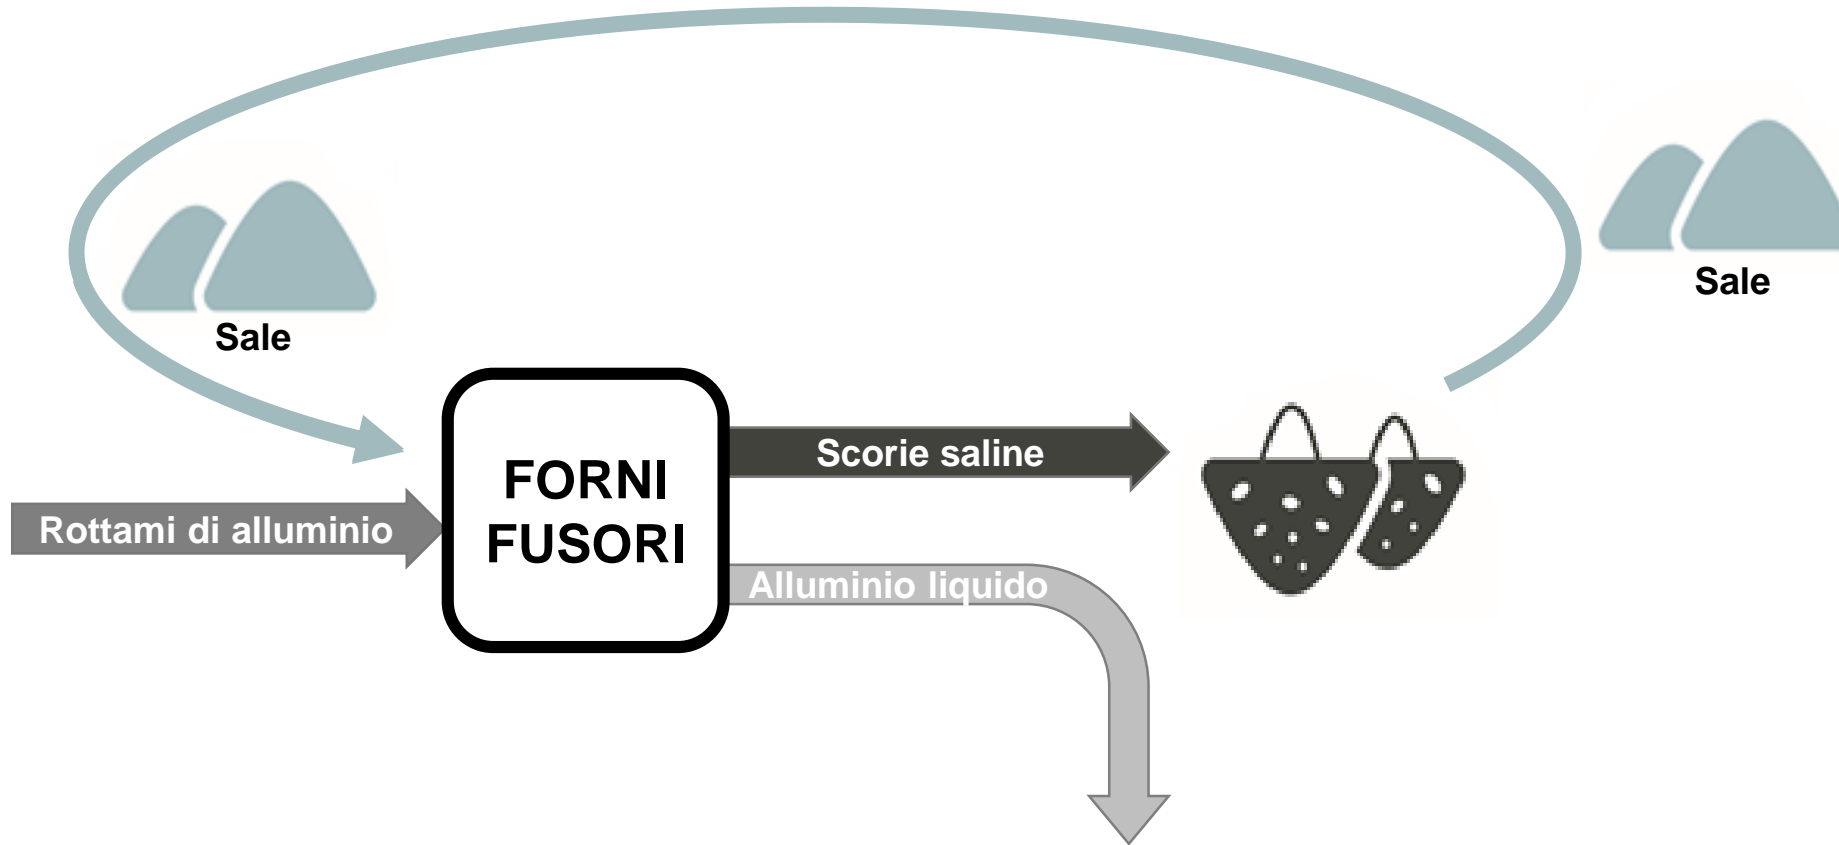 Sale
Sale
Scorie saline
FORNI
FUSORI
Rottami di alluminio
Alluminio liquido